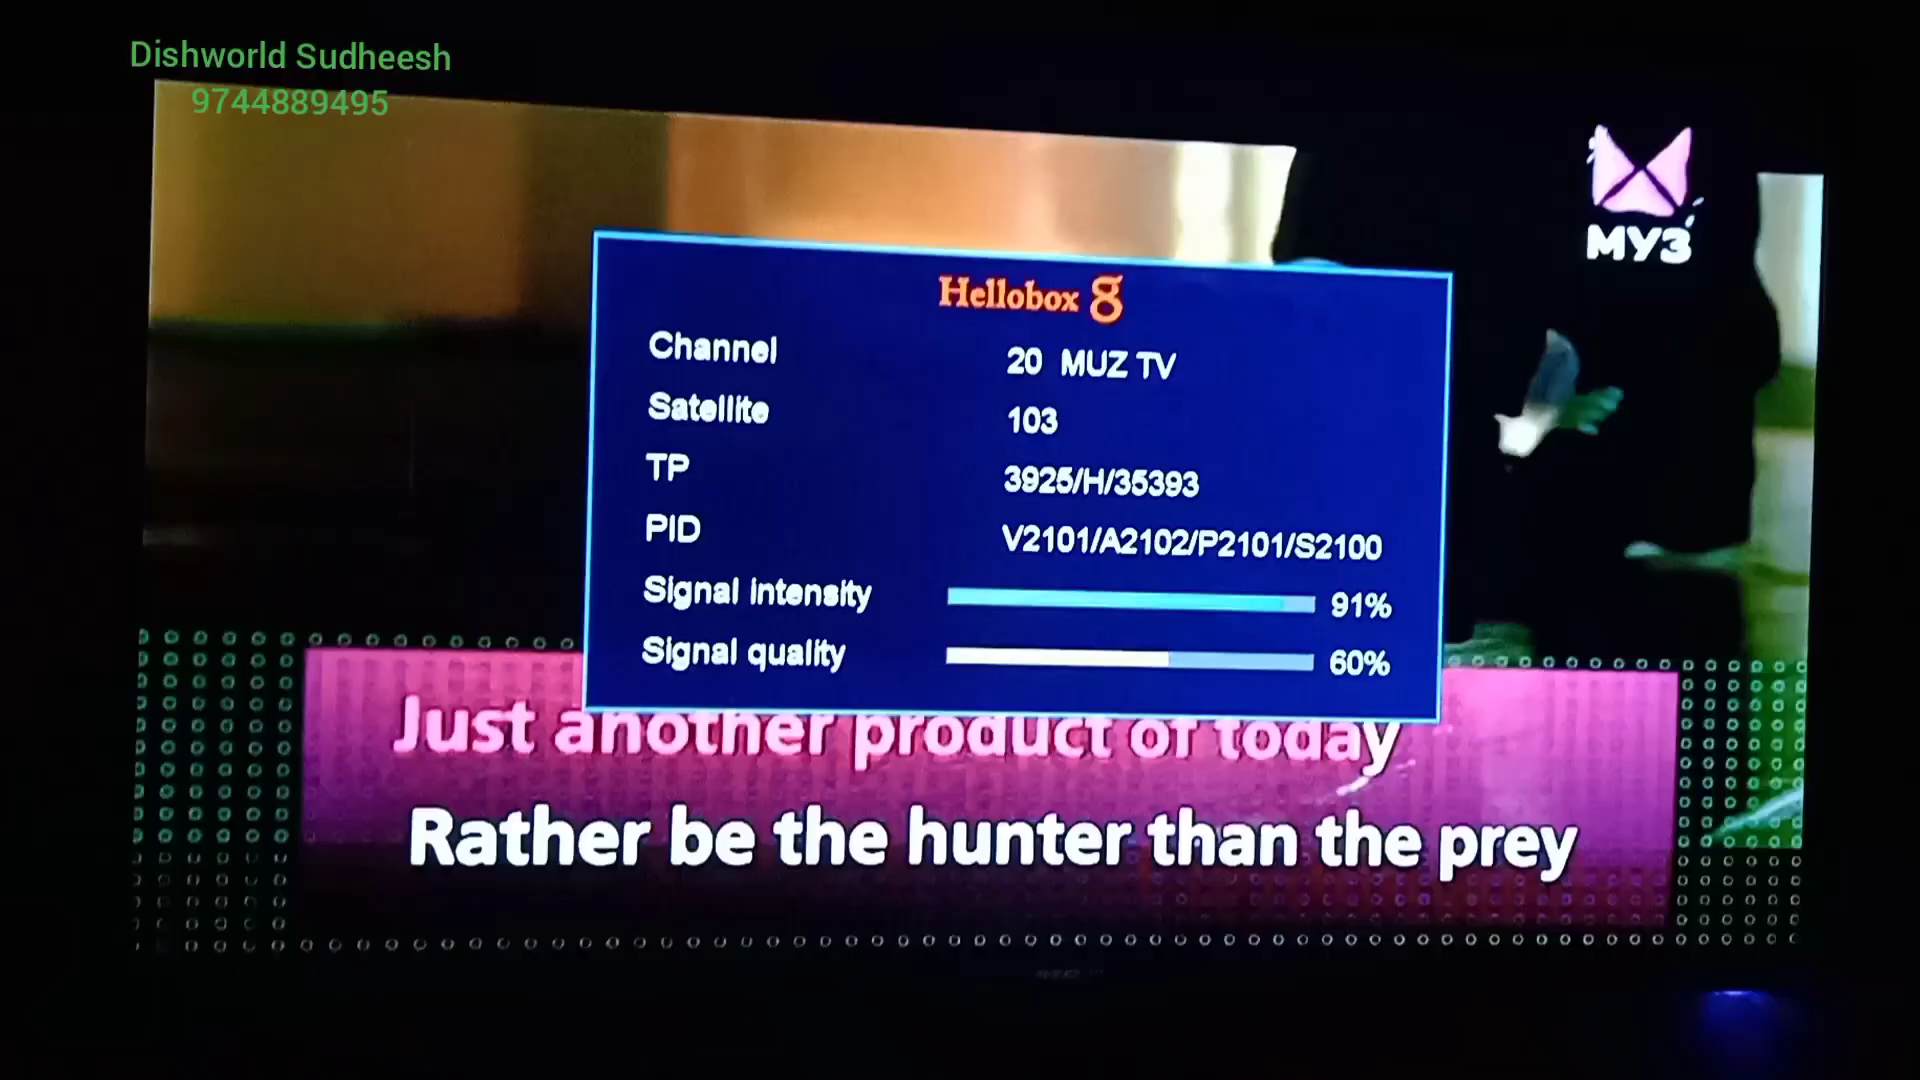 Dishworld Sudheesh
9744889495
МУЗ
Hellobox 8
Channel 20 MUZ TV
Satellite 103
TP 3925/H/35393
PID V2101/A2102/P2101/S2100
Signal intensity 91%
Signal quality 60%
Just another product of today
Rather be the hunter than the prey